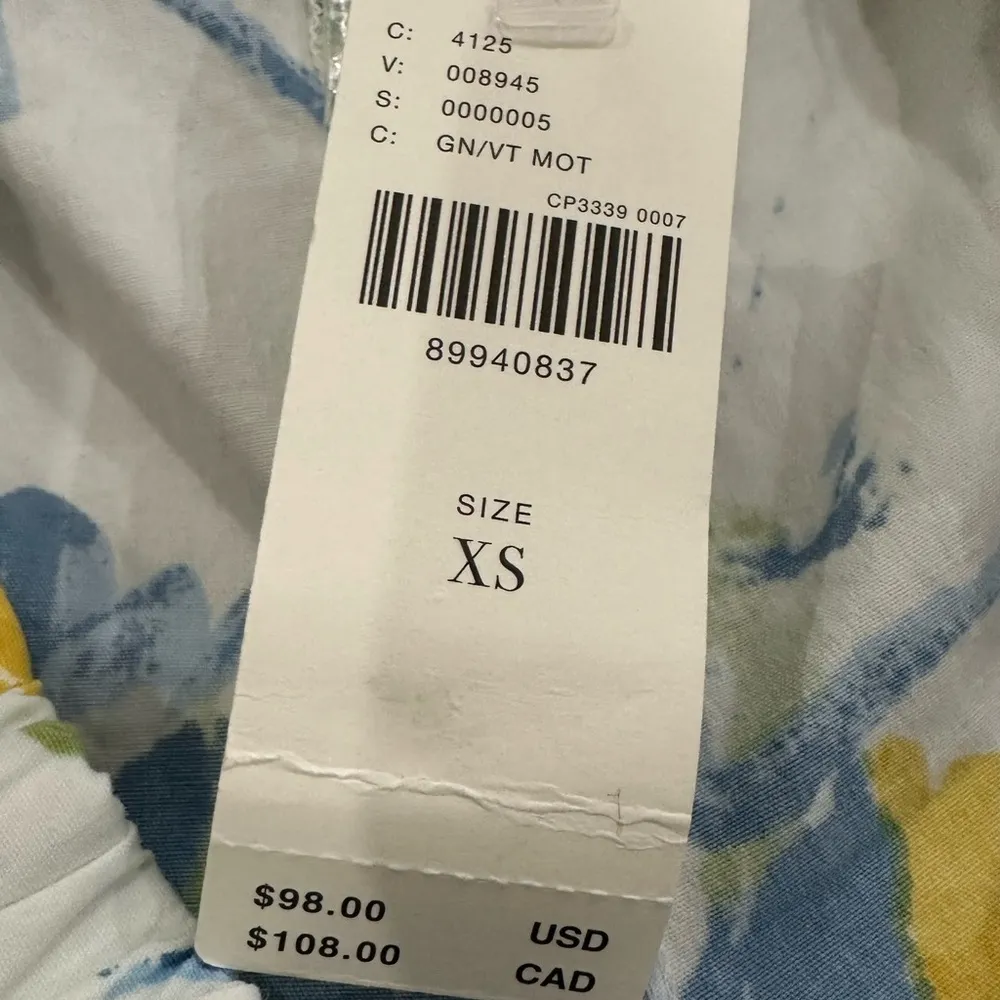 C: 4125
V: 008945
S: 0000005
C: GN/VT MOT
CP3339 0007
89940837
SIZE
XS
$98.00 USD
$108.00 CAD